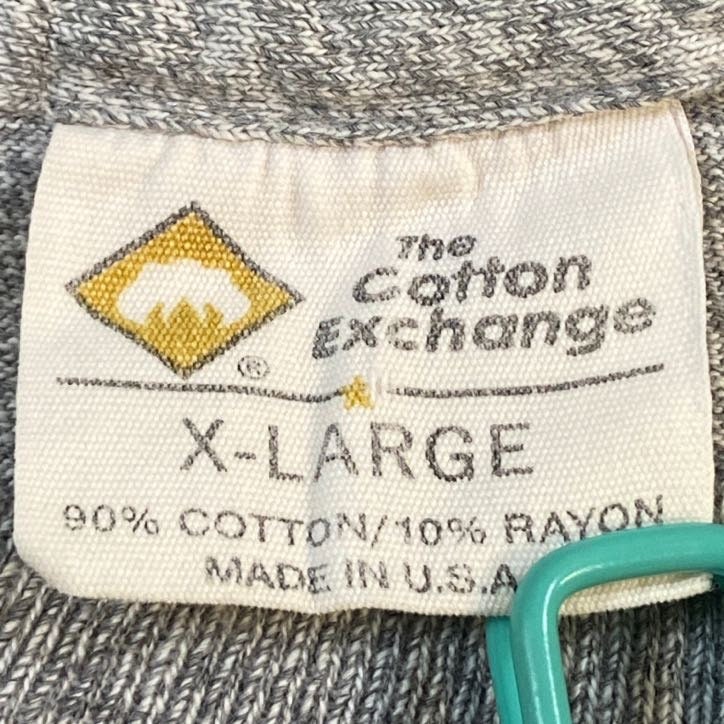 The
Cotton
Exchange
®
X-LARGE
90% COTTON/10% RAYON
MADE IN U.S.A